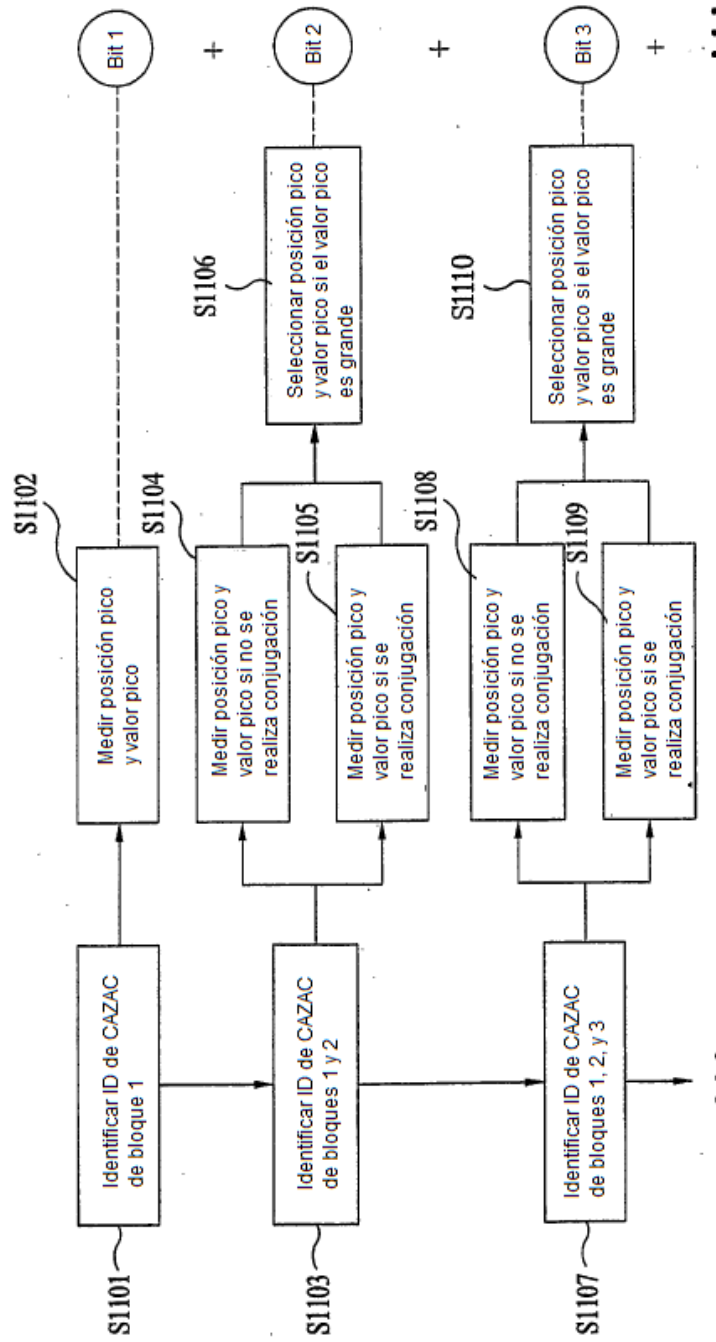 S1101
Identificar ID de CAZAC
de bloque 1
S1102
Medir posición pico
y valor pico
Bit 1
+
S1103
Identificar ID de CAZAC
de bloques 1 y 2
S1104
Medir posición pico y
valor pico si no se
realiza conjugación
S1105
Medir posición pico y
valor pico si se
realiza conjugación
S1106
Seleccionar posición pico
y valor pico si el valor pico
es grande
Bit 2
+
S1107
Identificar ID de CAZAC
de bloques 1, 2, y 3
S1108
Medir posición pico y
valor pico si no se
realiza conjugación
S1109
Medir posición pico y
valor pico si se
realiza conjugación
S1110
Seleccionar posición pico
y valor pico si el valor pico
es grande
Bit 3
+